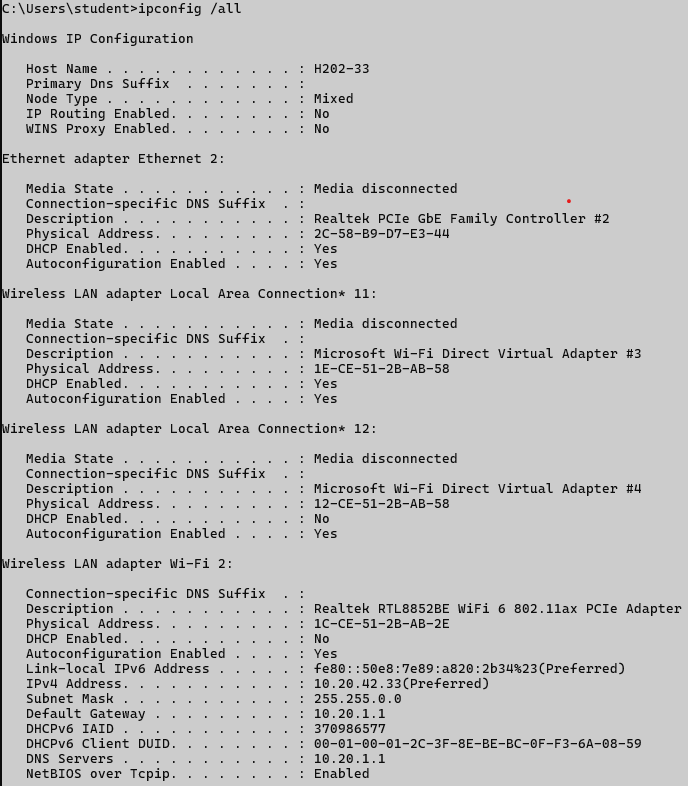 C:\Users\student>ipconfig /all
Windows IP Configuration
Host Name . . . . . . . . . . . . : H202-33
Primary Dns Suffix  . . . . . . . :
Node Type . . . . . . . . . . . . : Mixed
IP Routing Enabled. . . . . . . . : No
WINS Proxy Enabled. . . . . . . . : No
Ethernet adapter Ethernet 2:
Media State . . . . . . . . . . . : Media disconnected
Connection-specific DNS Suffix  . :
Description . . . . . . . . . . . : Realtek PCIe GbE Family Controller #2
Physical Address. . . . . . . . . : 2C-58-B9-D7-E3-44
DHCP Enabled. . . . . . . . . . . : Yes
Autoconfiguration Enabled . . . . : Yes
Wireless LAN adapter Local Area Connection* 11:
Media State . . . . . . . . . . . : Media disconnected
Connection-specific DNS Suffix  . :
Description . . . . . . . . . . . : Microsoft Wi-Fi Direct Virtual Adapter #3
Physical Address. . . . . . . . . : 1E-CE-51-2B-AB-58
DHCP Enabled. . . . . . . . . . . : Yes
Autoconfiguration Enabled . . . . : Yes
Wireless LAN adapter Local Area Connection* 12:
Media State . . . . . . . . . . . : Media disconnected
Connection-specific DNS Suffix  . :
Description . . . . . . . . . . . : Microsoft Wi-Fi Direct Virtual Adapter #4
Physical Address. . . . . . . . . : 12-CE-51-2B-AB-58
DHCP Enabled. . . . . . . . . . . : No
Autoconfiguration Enabled . . . . : Yes
Wireless LAN adapter Wi-Fi 2:
Connection-specific DNS Suffix  . :
Description . . . . . . . . . . . : Realtek RTL8852BE WiFi 6 802.11ax PCIe Adapter
Physical Address. . . . . . . . . : 1C-CE-51-2B-AB-2E
DHCP Enabled. . . . . . . . . . . : No
Autoconfiguration Enabled . . . . : Yes
Link-local IPv6 Address . . . . . : fe80::50e8:7e89:a820:2b34%23(Preferred)
IPv4 Address. . . . . . . . . . . : 10.20.42.33(Preferred)
Subnet Mask . . . . . . . . . . . : 255.255.0.0
Default Gateway . . . . . . . . . : 10.20.1.1
DHCPv6 IAID . . . . . . . . . . . : 370986577
DHCPv6 Client DUID. . . . . . . . : 00-01-00-01-2C-3F-8E-BE-BC-0F-F3-6A-08-59
DNS Servers . . . . . . . . . . . : 10.20.1.1
NetBIOS over Tcpip. . . . . . . . : Enabled